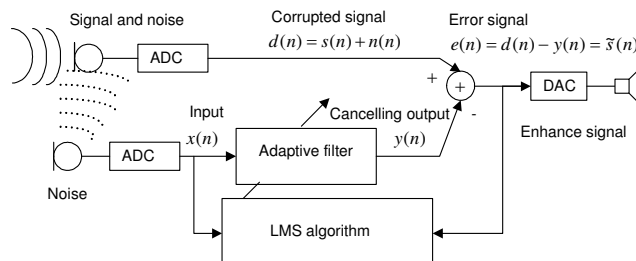 Signal and noise
Corrupted signal
Error signal
d(n) = s(n) + n(n)
e(n) = d(n) − y(n) = s̃(n)
ADC
+
+
-
DAC
Enhance signal
Input
Cancelling output
x(n)
y(n)
ADC
Adaptive filter
Noise
LMS algorithm